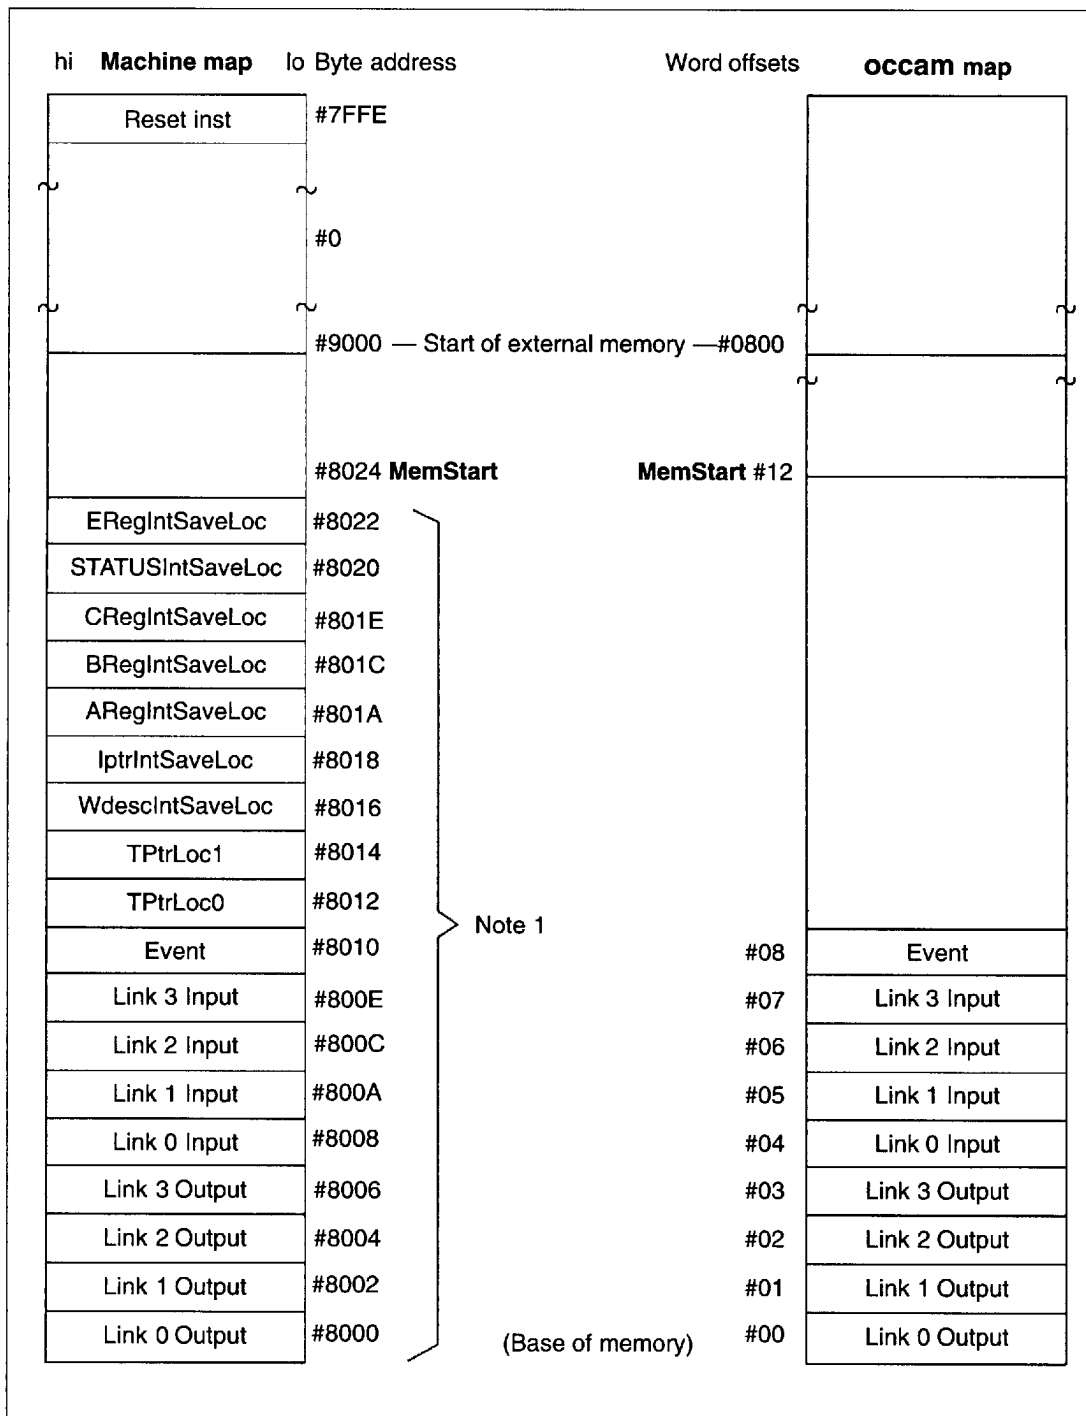 hi Machine map lo Byte address Word offsets occam map
Reset inst #7FFE
#0
#9000 — Start of external memory —#0800
#8024 MemStart MemStart #12
ERegIntSaveLoc #8022
STATUSIntSaveLoc #8020
CRegIntSaveLoc #801E
BRegIntSaveLoc #801C
ARegIntSaveLoc #801A
IptrIntSaveLoc #8018
WdescIntSaveLoc #8016
TPtrLoc1 #8014
TPtrLoc0 #8012
Note 1
Event #8010 #08 Event
Link 3 Input #800E #07 Link 3 Input
Link 2 Input #800C #06 Link 2 Input
Link 1 Input #800A #05 Link 1 Input
Link 0 Input #8008 #04 Link 0 Input
Link 3 Output #8006 #03 Link 3 Output
Link 2 Output #8004 #02 Link 2 Output
Link 1 Output #8002 #01 Link 1 Output
Link 0 Output #8000 (Base of memory) #00 Link 0 Output